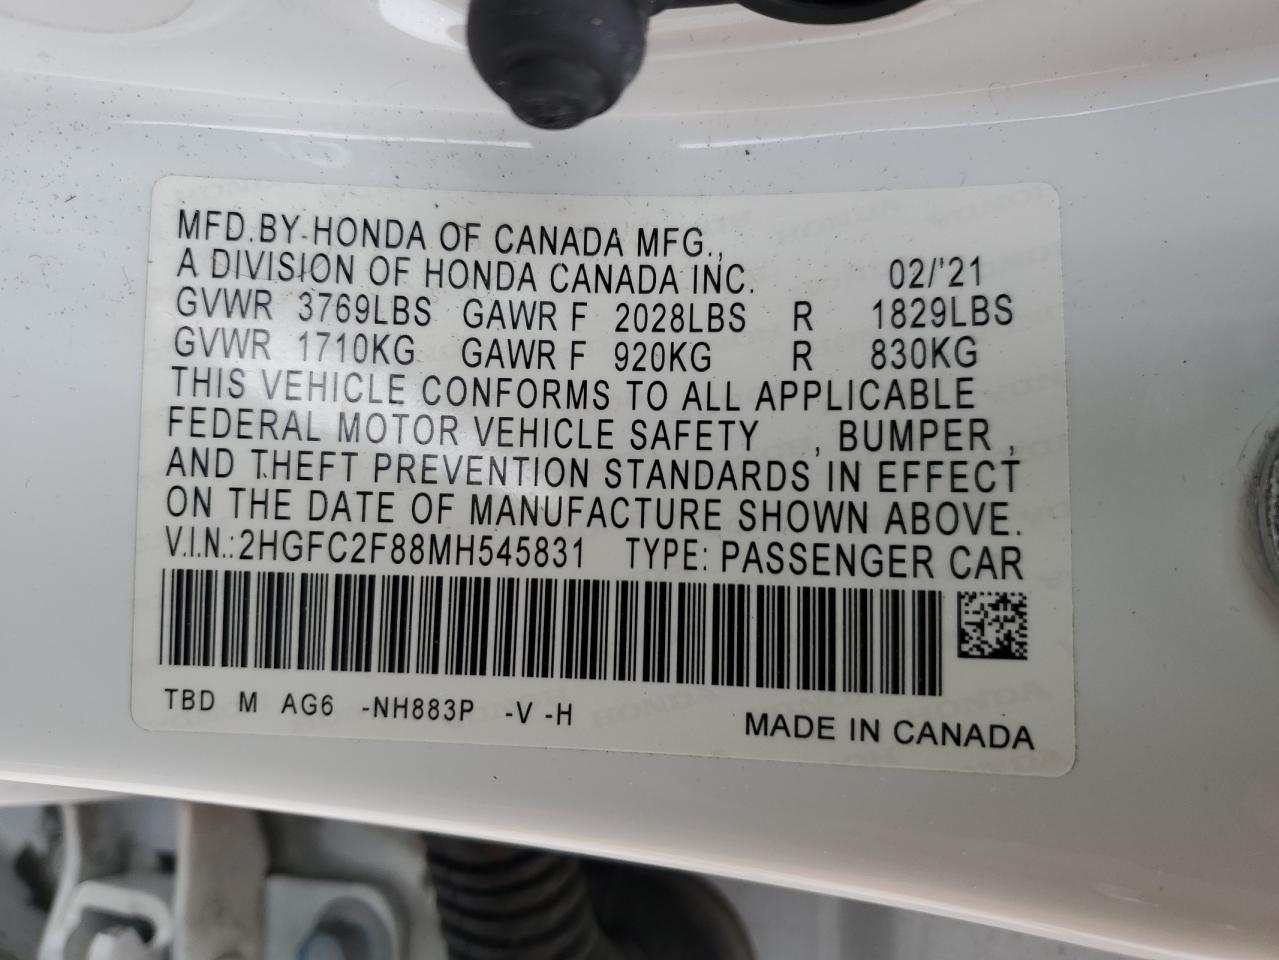 MFD.BY-HONDA OF CANADA MFG.,
A DIVISION OF HONDA CANADA INC. 02/'21
GVWR 3769LBS GAWR F 2028LBS R 1829LBS
GVWR 1710KG GAWR F 920KG R 830KG
THIS VEHICLE CONFORMS TO ALL APPLICABLE
FEDERAL MOTOR VEHICLE SAFETY , BUMPER ,
AND THEFT PREVENTION STANDARDS IN EFFECT
ON THE DATE OF MANUFACTURE SHOWN ABOVE.
V.I.N.:2HGFC2F88MH545831 TYPE: PASSENGER CAR
TBD M AG6 -NH883P -V -H
MADE IN CANADA